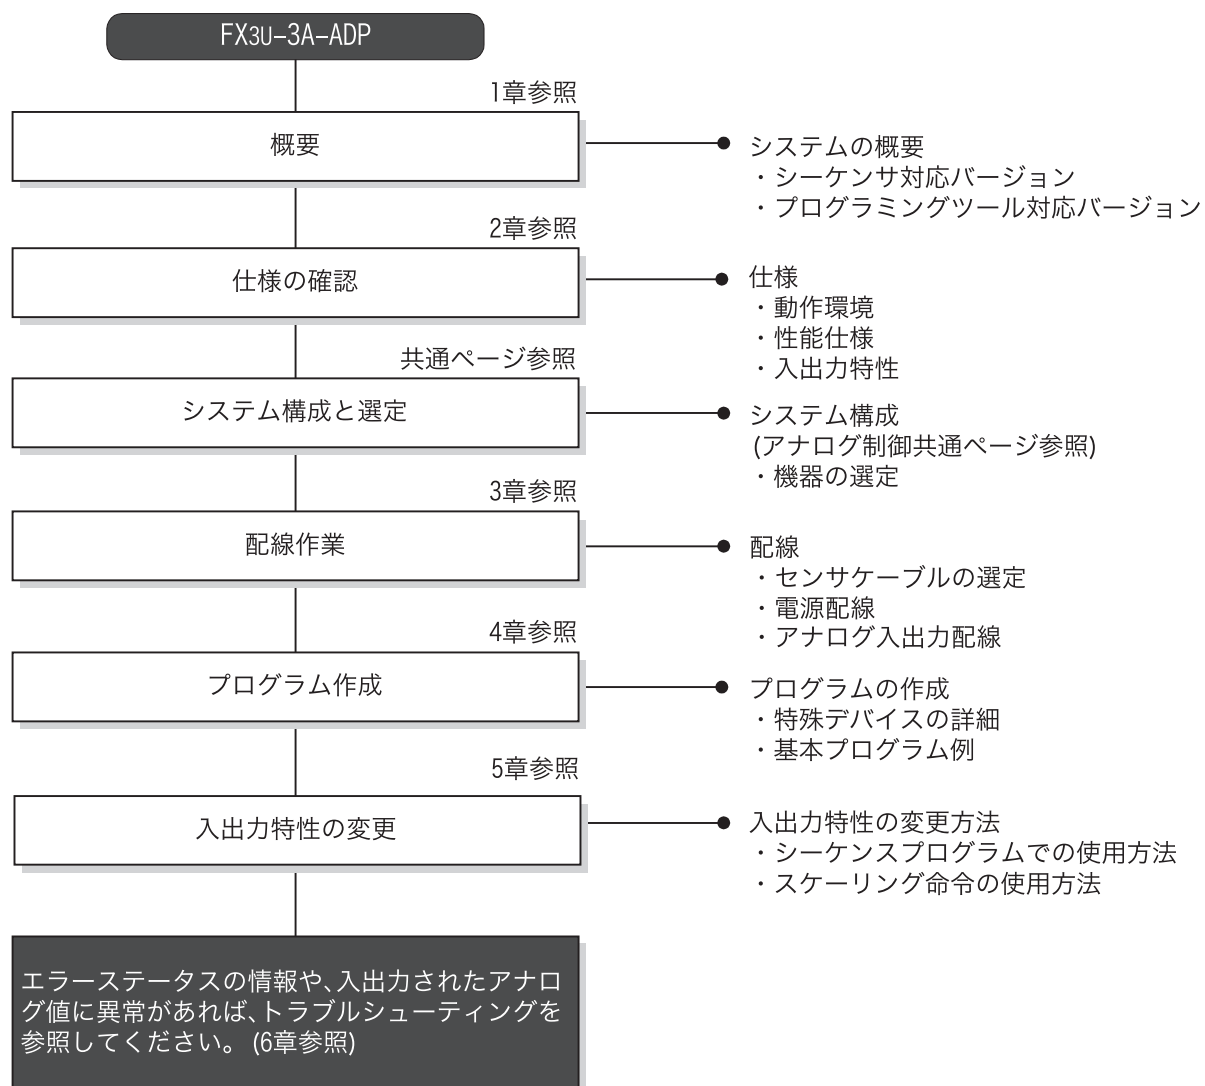 FX3U-3A-ADP
1章参照
概要
システムの概要
・シーケンサ対応バージョン
・プログラミングツール対応バージョン
2章参照
仕様の確認
仕様
・動作環境
・性能仕様
・入出力特性
共通ページ参照
システム構成と選定
システム構成
(アナログ制御共通ページ参照)
・機器の選定
3章参照
配線作業
配線
・センサケーブルの選定
・電源配線
・アナログ入出力配線
4章参照
プログラム作成
プログラムの作成
・特殊デバイスの詳細
・基本プログラム例
5章参照
入出力特性の変更
入出力特性の変更方法
・シーケンスプログラムでの使用方法
・スケーリング命令の使用方法
エラーステータスの情報や、入出力されたアナロ
グ値に異常があれば、トラブルシューティングを
参照してください。(6章参照)